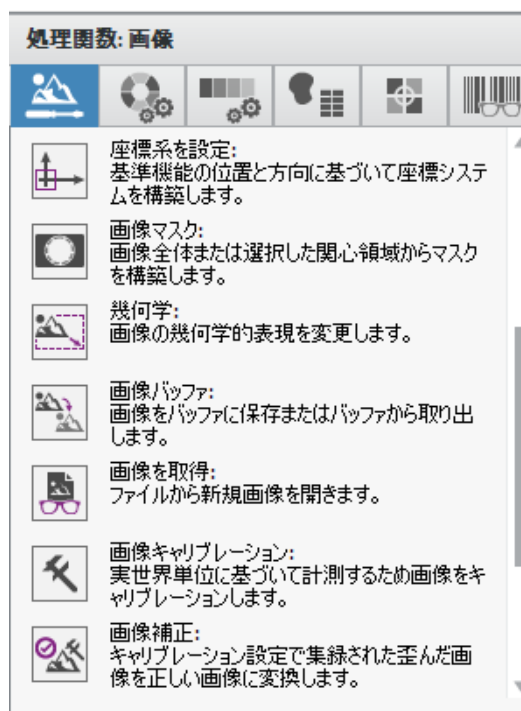 処理関数: 画像
座標系を設定:
基準機能の位置と方向に基づいて座標システ
ムを構築します。
画像マスク:
画像全体または選択した関心領域からマスク
を構築します。
幾何学:
画像の幾何学的表現を変更します。
画像バッファ:
画像をバッファに保存またはバッファから取り出
します。
画像を取得:
ファイルから新規画像を開きます。
画像キャリブレーション:
実世界単位に基づいて計測するため画像をキ
ャリブレーションします。
画像補正:
キャリブレーション設定で集録された歪んだ画
像を正しい画像に変換します。